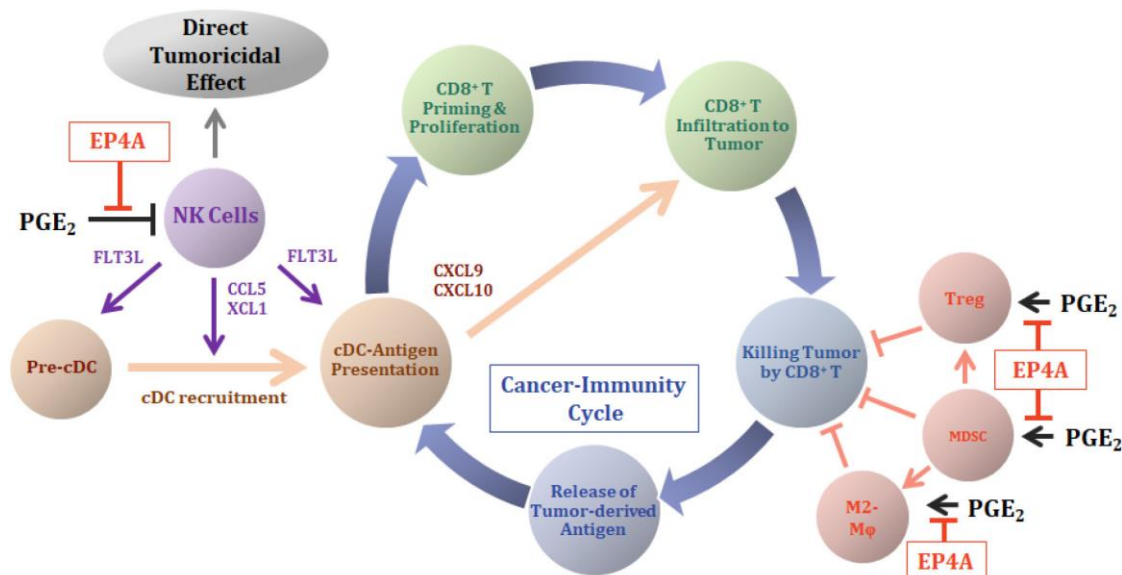 Direct
Tumoricidal
Effect
EP4A
PGE₂
NK Cells
FLT3L
FLT3L
CCL5
XCL1
Pre-cDC
cDC recruitment
cDC-Antigen
Presentation
CD8⁺ T
Priming &
Proliferation
CXCL9
CXCL10
CD8⁺ T
Infiltration to
Tumor
Cancer-Immunity
Cycle
Killing Tumor
by CD8⁺ T
Release of
Tumor-derived
Antigen
Treg
PGE₂
EP4A
MDSC
PGE₂
M2-
Mφ
PGE₂
EP4A